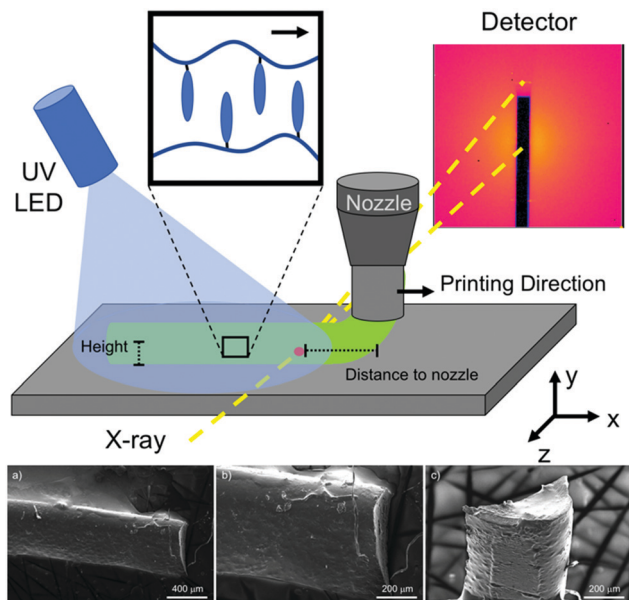 Detector
UV
LED
Nozzle
Printing Direction
Height
Distance to nozzle
X-ray
y
x
z
a)
400 µm
b)
200 µm
c)
200 µm